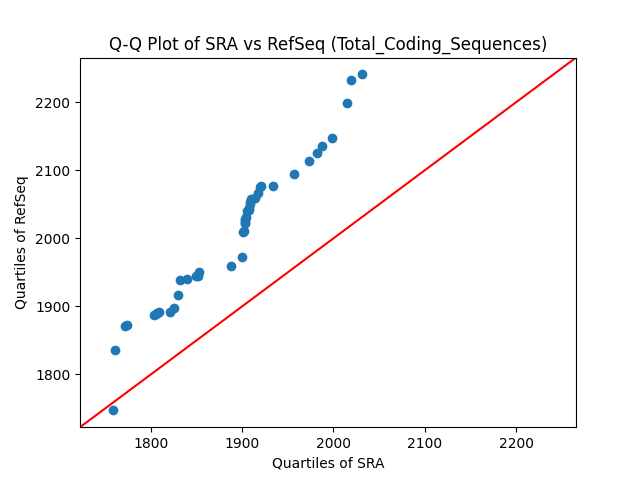 Q-Q Plot of SRA vs RefSeq (Total_Coding_Sequences)
2200
2100
2000
1900
1800
Quartiles of RefSeq
1800 1900 2000 2100 2200
Quartiles of SRA